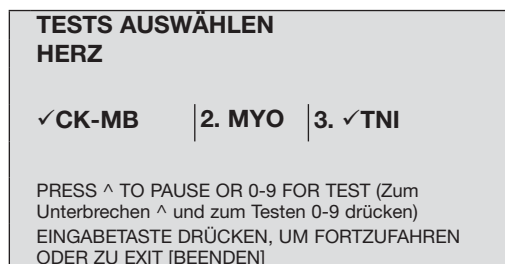 TESTS AUSWÄHLEN
HERZ
✓CK-MB | 2. MYO | 3. ✓TNI
PRESS ^ TO PAUSE OR 0-9 FOR TEST (Zum
Unterbrechen ^ und zum Testen 0-9 drücken)
EINGABETASTE DRÜCKEN, UM FORTZUFAHREN
ODER ZU EXIT [BEENDEN]